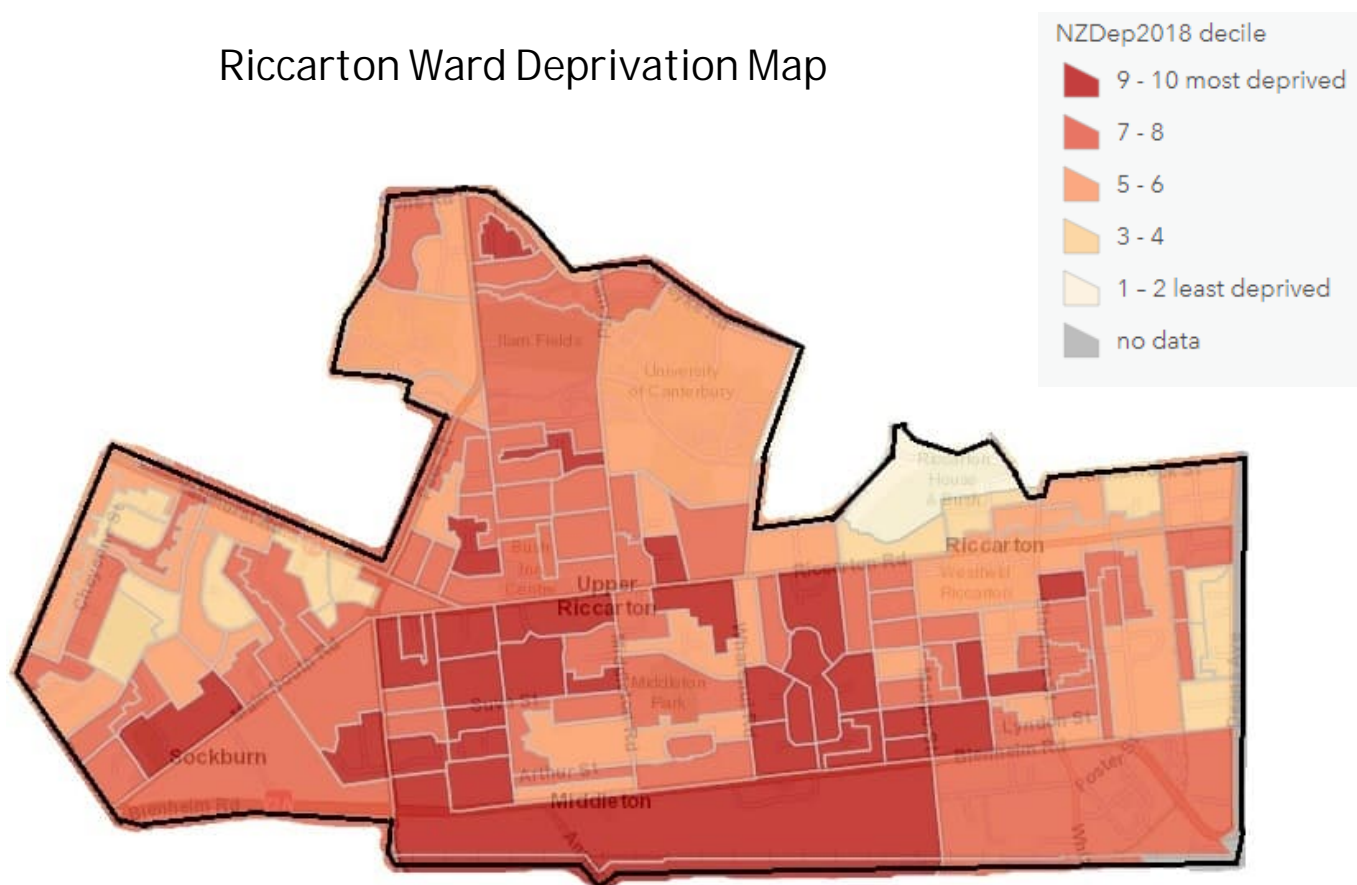 Riccarton Ward Deprivation Map
NZDep2018 decile
9 - 10 most deprived
7 - 8
5 - 6
3 - 4
1 - 2 least deprived
no data
Ilam Fields
University
of Canterbury
Riccarton
House
& Bush
Riccarton
Riccarton Rd
Westfield
Riccarton
Bush
Inn
Centre
Upper
Riccarton
Middleton
Park
Suva St
Lyndon St
Blenheim Rd
Sockburn
Arthur St
Middleton
Blenheim Rd